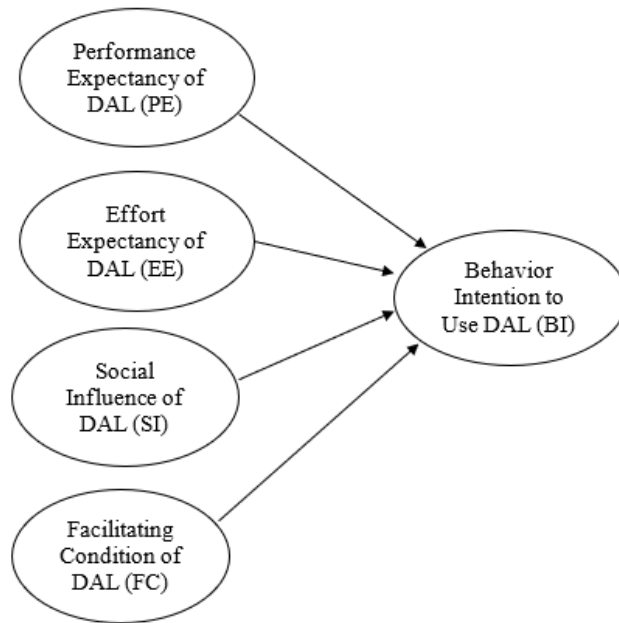 Performance
Expectancy of
DAL (PE)
Effort
Expectancy of
DAL (EE)
Behavior
Intention to
Use DAL (BI)
Social
Influence of
DAL (SI)
Facilitating
Condition of
DAL (FC)